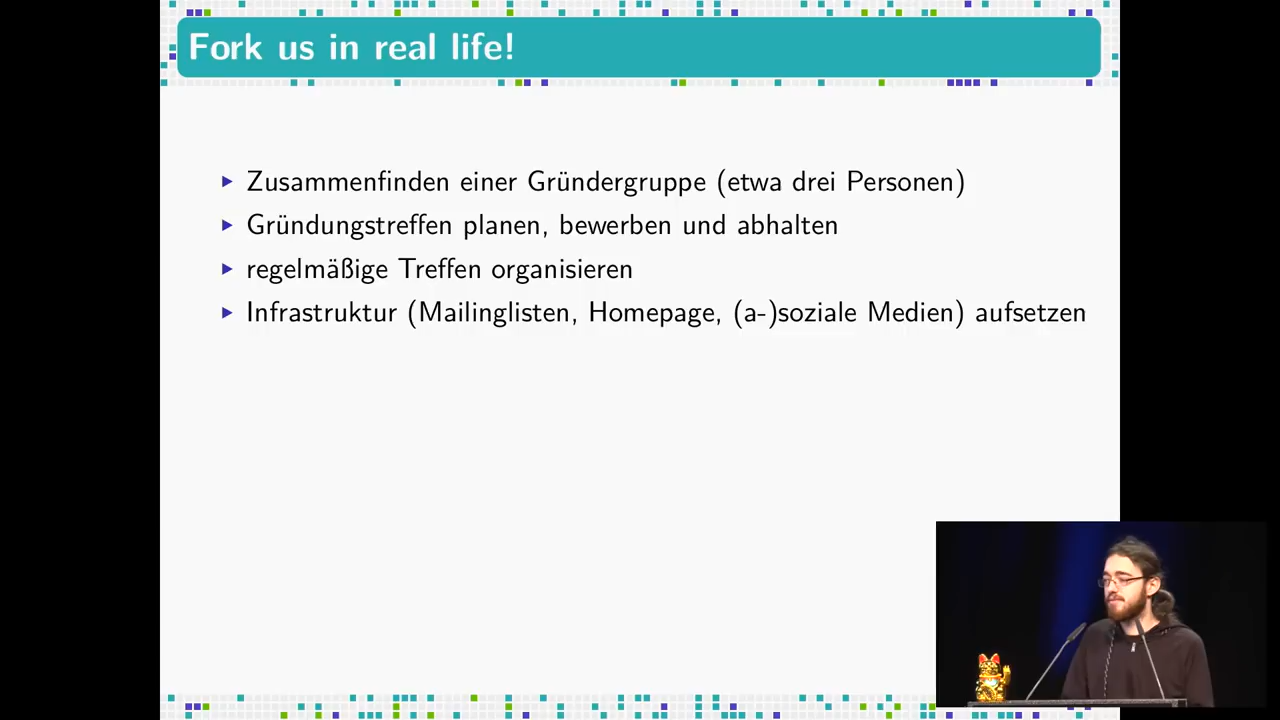 Fork us in real life!
Zusammenfinden einer Gründergruppe (etwa drei Personen)
Gründungstreffen planen, bewerben und abhalten
regelmäßige Treffen organisieren
Infrastruktur (Mailinglisten, Homepage, (a-)soziale Medien) aufsetzen